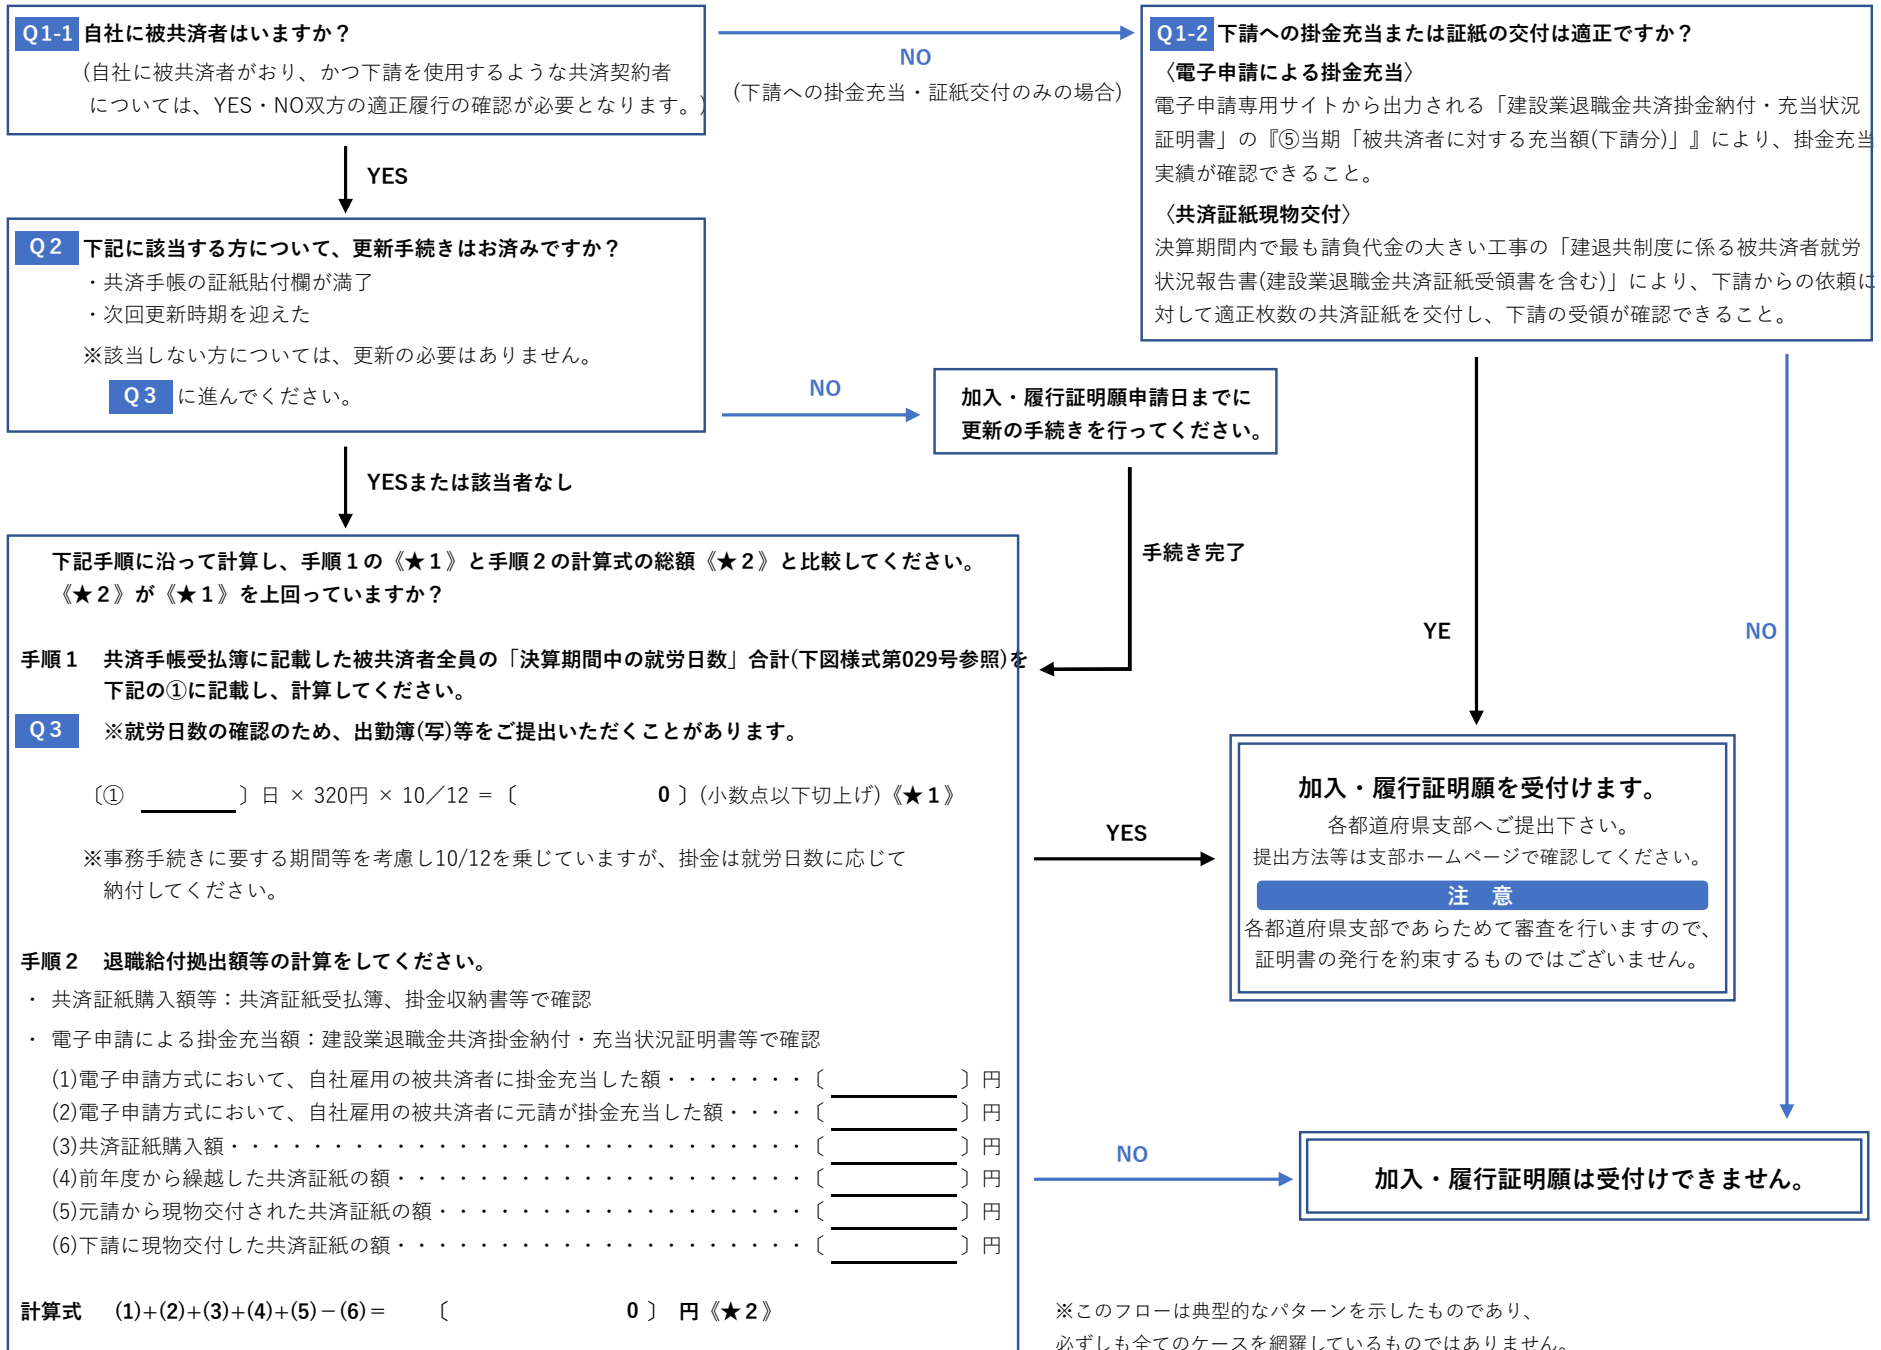 Q1-1 自社に被共済者はいますか？
(自社に被共済者がおり、かつ下請を使用するような共済契約者
については、YES・NO双方の適正履行の確認が必要となります。)
NO
(下請への掛金充当・証紙交付のみの場合)
Q1-2 下請への掛金充当または証紙の交付は適正ですか？
〈電子申請による掛金充当〉
電子申請専用サイトから出力される「建設業退職金共済掛金納付・充当状況
証明書」の『⑤当期「被共済者に対する充当額(下請分)」』により、掛金充当
実績が確認できること。
〈共済証紙現物交付〉
決算期間内で最も請負代金の大きい工事の「建退共制度に係る被共済者就労
状況報告書(建設業退職金共済証紙受領書を含む)」により、下請からの依頼に
対して適正枚数の共済証紙を交付し、下請の受領が確認できること。
YES
Q2 下記に該当する方について、更新手続きはお済みですか？
・共済手帳の証紙貼付欄が満了
・次回更新時期を迎えた
※該当しない方については、更新の必要はありません。
Q3 に進んでください。
NO
加入・履行証明願申請日までに
更新の手続きを行ってください。
YESまたは該当者なし
手続き完了
下記手順に沿って計算し、手順１の《★１》と手順２の計算式の総額《★２》と比較してください。
《★２》が《★１》を上回っていますか？
手順１ 共済手帳受払簿に記載した被共済者全員の「決算期間中の就労日数」合計(下図様式第029号参照)を
下記の①に記載し、計算してください。
Q3 ※就労日数の確認のため、出勤簿(写)等をご提出いただくことがあります。
〔① 〕日 × 320円 × 10／12 ＝〔 0 〕(小数点以下切上げ)《★１》
※事務手続きに要する期間等を考慮し10/12を乗じていますが、掛金は就労日数に応じて
納付してください。
手順２ 退職給付拠出額等の計算をしてください。
・ 共済証紙購入額等：共済証紙受払簿、掛金収納書等で確認
・ 電子申請による掛金充当額：建設業退職金共済掛金納付・充当状況証明書等で確認
(1)電子申請方式において、自社雇用の被共済者に掛金充当した額・・・・・・・〔 〕円
(2)電子申請方式において、自社雇用の被共済者に元請が掛金充当した額・・・・〔 〕円
(3)共済証紙購入額・・・・・・・・・・・・・・・・・・・・・・・・・・・・〔 〕円
(4)前年度から繰越した共済証紙の額・・・・・・・・・・・・・・・・・・・・〔 〕円
(5)元請から現物交付された共済証紙の額・・・・・・・・・・・・・・・・・・〔 〕円
(6)下請に現物交付した共済証紙の額・・・・・・・・・・・・・・・・・・・・〔 〕円
計算式 (1)+(2)+(3)+(4)+(5)－(6)＝ 〔 0 〕 円《★２》
YE
NO
YES
加入・履行証明願を受付けます。
各都道府県支部へご提出下さい。
提出方法等は支部ホームページで確認してください。
注 意
各都道府県支部であらためて審査を行いますので、
証明書の発行を約束するものではございません。
NO
加入・履行証明願は受付けできません。
※このフローは典型的なパターンを示したものであり、
必ずしも全てのケースを網羅しているものではありません。